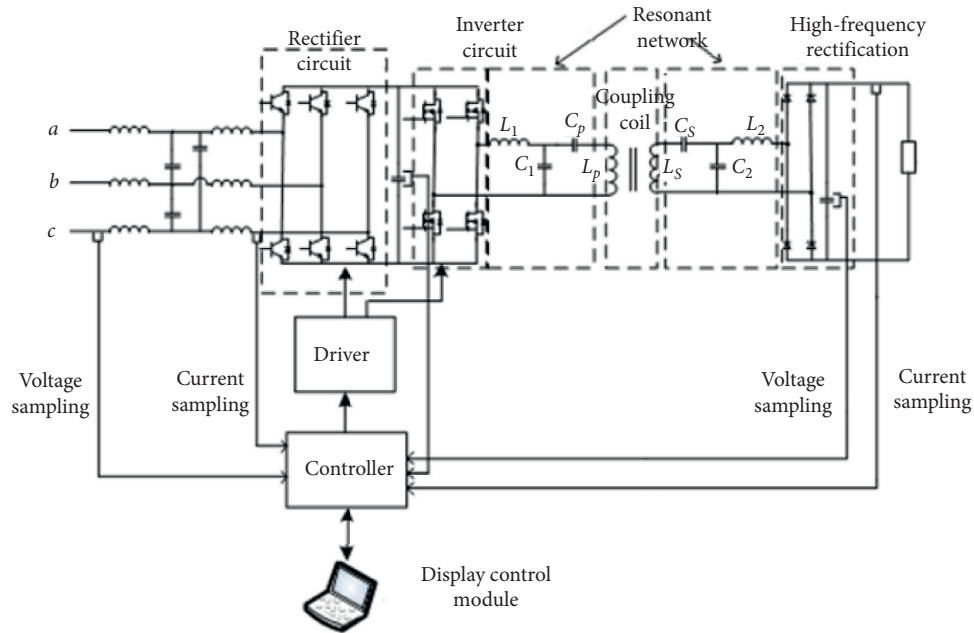 Rectifier
circuit
Inverter
circuit
Resonant
network
High-frequency
rectification
Coupling
coil
a
b
c
L1
C1
Cp
Lp
LS
CS
C2
L2
Driver
Controller
Voltage
sampling
Current
sampling
Voltage
sampling
Current
sampling
Display control
module